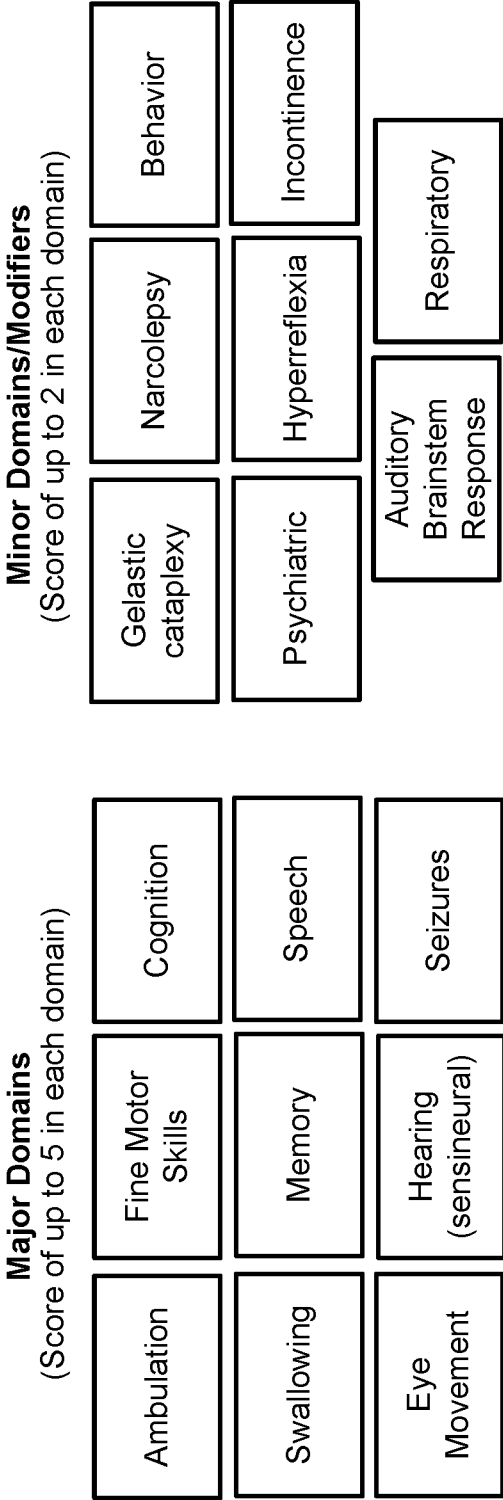 Major Domains
(Score of up to 5 in each domain)
Ambulation
Fine Motor
Skills
Cognition
Swallowing
Memory
Speech
Eye
Movement
Hearing
(sensineural)
Seizures
Minor Domains/Modifiers
(Score of up to 2 in each domain)
Gelastic
cataplexy
Narcolepsy
Behavior
Psychiatric
Hyperreflexia
Incontinence
Auditory
Brainstem
Response
Respiratory